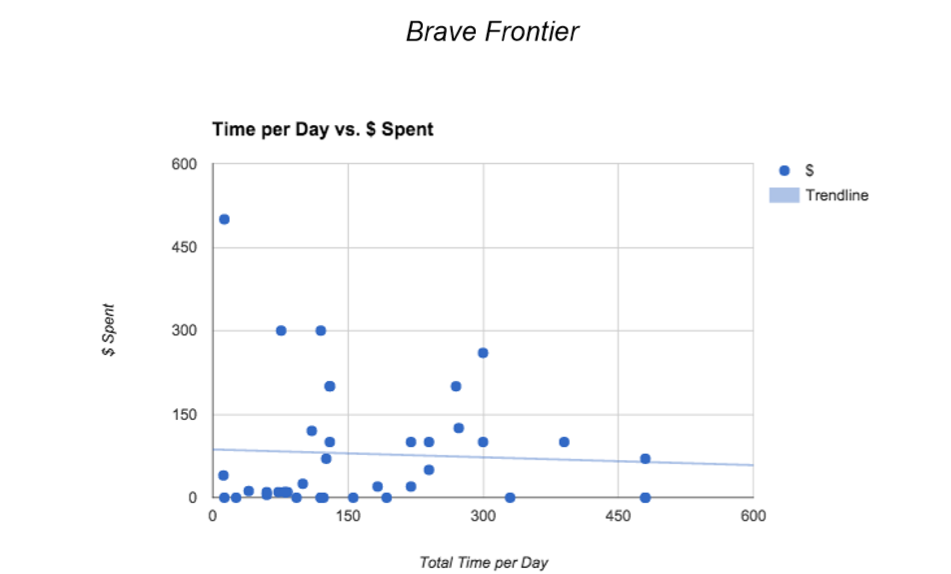 Brave Frontier
Time per Day vs. $ Spent
600
450
300
150
0
$ Spent
0 150 300 450 600
Total Time per Day
$
Trendline